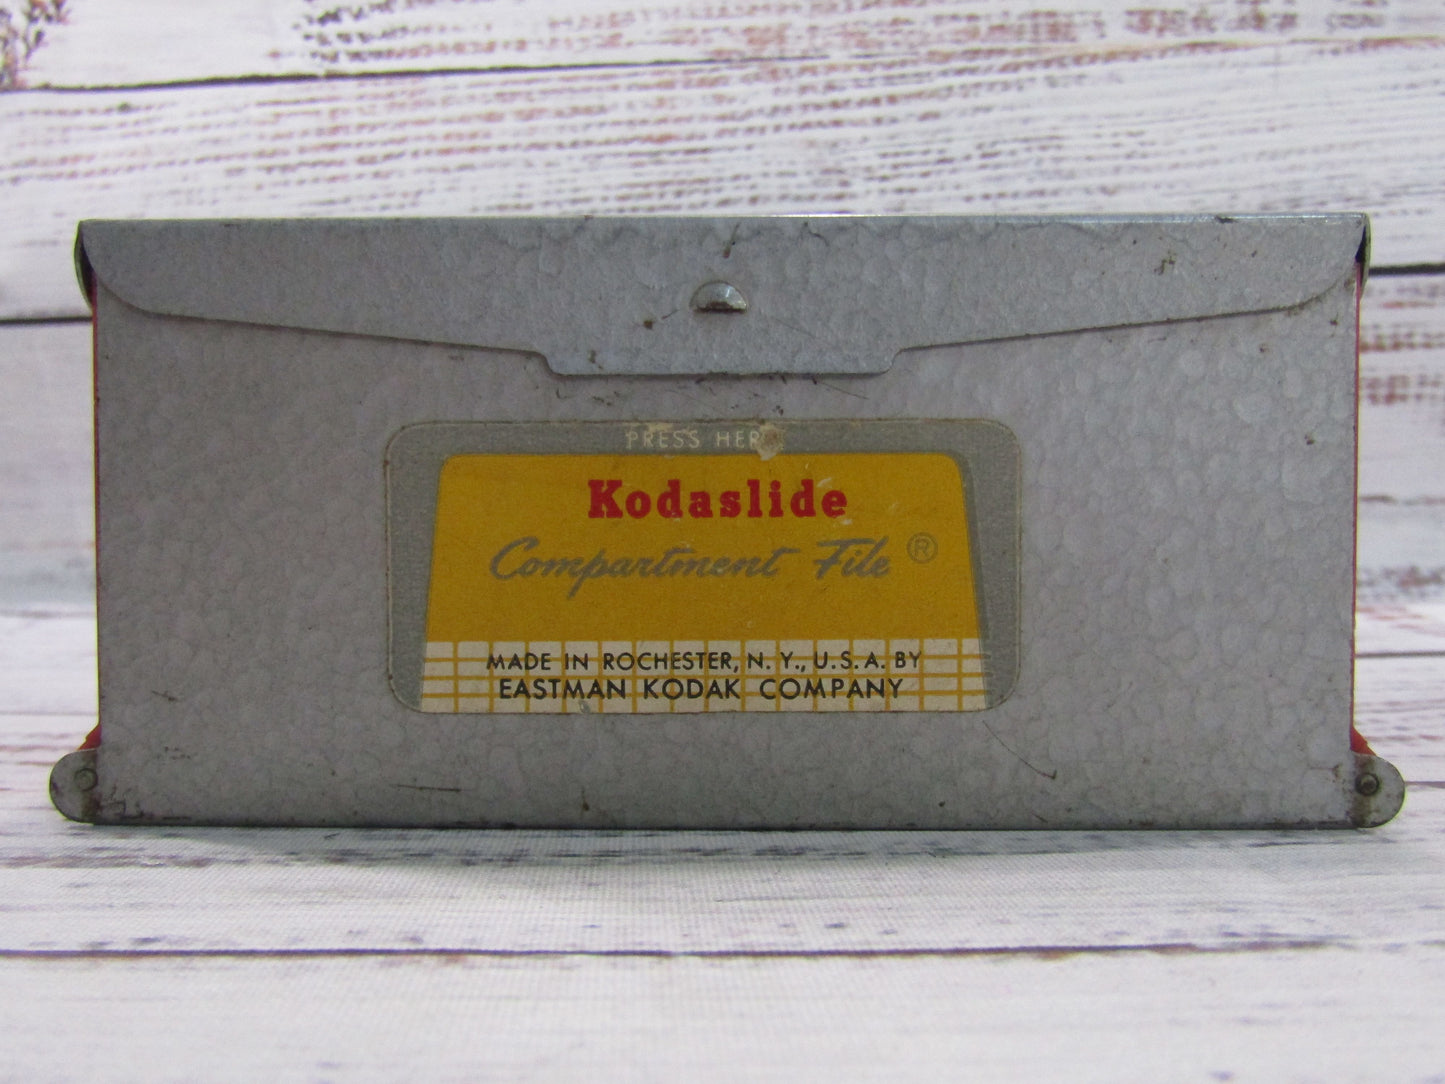 PRESS HERE
Kodaslide
Compartment File ®
MADE IN ROCHESTER, N. Y., U.S.A. BY
EASTMAN KODAK COMPANY